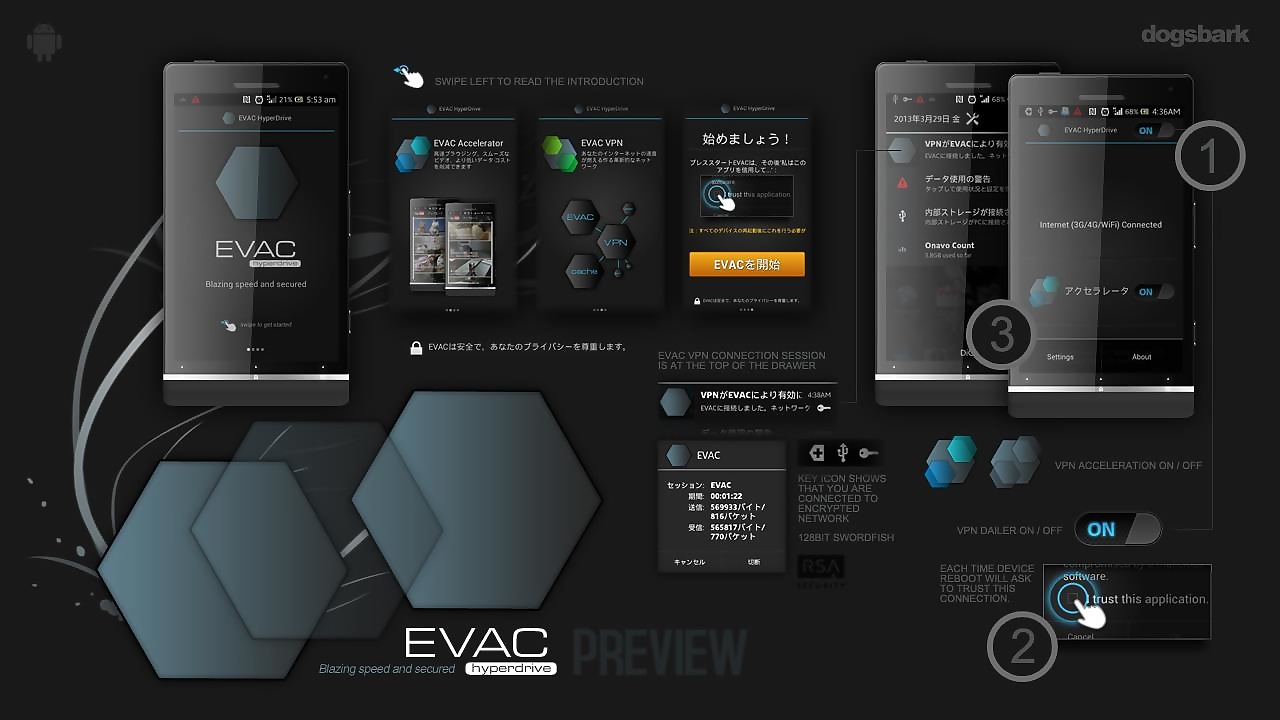 dogsbark
21% 5:53 am
EVAC HyperDrive
EVAC
hyperdrive
Blazing speed and secured
swipe to get started
SWIPE LEFT TO READ THE INTRODUCTION
EVAC HyperDrive
EVAC Accelerator
高速ブラウジング、スムーズな
ビデオ、より低いデータ コスト
を削減できます
EVAC HyperDrive
EVAC VPN
あなたのインターネットの速度
が燃える作る革新的なネット
ワーク
EVAC
VPN
cache
EVAC HyperDrive
始めましょう！
プレススタートEVACは、その後'私はこの
アプリを信用して..':
software.
I trust this application.
注：すべてのデバイスの再起動後にこれを行う必要が
EVACを開始
EVACは安全で、あなたのプライバシーを尊重します。
EVACは安全で，あなたのプライバシーを尊重します。
EVAC VPN CONNECTION SESSION
IS AT THE TOP OF THE DRAWER
VPNがEVACにより有効に 4:38AM
EVACに接続しました。ネットワーク
データ使用の警告
EVAC
セッション: EVAC
期間: 00:01:22
送信: 569933バイト/
816パケット
受信: 565817バイト/
770パケット
キャンセル 切断
KEY ICON SHOWS
THAT YOU ARE
CONNECTED TO
ENCRYPTED
NETWORK
128BIT SWORDFISH
RSA
SECURITY
68%
2013年3月29日 金
VPNがEVACにより有
EVACに接続しました。ネット
データ使用の警告
タップして使用状況と設定を
内部ストレージが接続さ
内部ストレージがPCに接続さ
Onavo Count
3.8GB used so far
68% 4:36AM
EVAC HyperDrive ON
Internet (3G/4G/WiFi) Connected
アクセラレータ ON
Settings About
1
3
VPN ACCELERATION ON / OFF
VPN DAILER ON / OFF ON
EACH TIME DEVICE
REBOOT WILL ASK
TO TRUST THIS
CONNECTION.
software.
I trust this application.
Cancel
2
EVAC
hyperdrive
Blazing speed and secured
PREVIEW